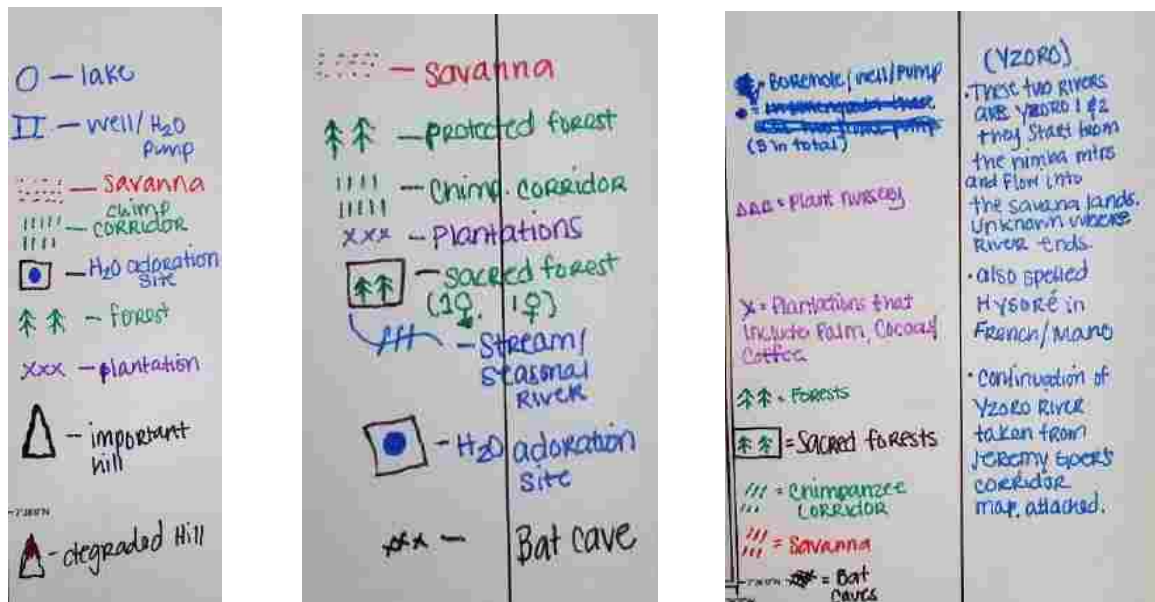 O - lake
II - well/H₂O
pump
- Savanna
chimp
- CORRIDOR
- H₂O adoration
site
- forest
xxx - plantation
- important
hill
- degraded Hill
- Savanna
- protected forest
- Chimp. CORRIDOR
xxx - Plantations
- Sacred forest
(1♀, 1♀)
- Stream/
Seasonal
River
- H₂O adoration
site
xxx - Bat cave
= Borehole/well/Pump
(3 in total)
ΔΔΔ = Plant nursery
x = Plantations that
include Palm, Cocoa/
Coffee
= Forests
= Sacred forests
= Chimpanzee
CORRIDOR
= Savanna
= Bat
caves
(YZORO)
• These two Rivers
are YZORO 1 & 2
they start from
the nimba mtns
and flow into
the savana lands.
Unknown where
River ends.
• also spelled
Hysoré in
French/Mano
• Continuation of
YZORO River
taken from
Jeremy
corridor
map, attached.